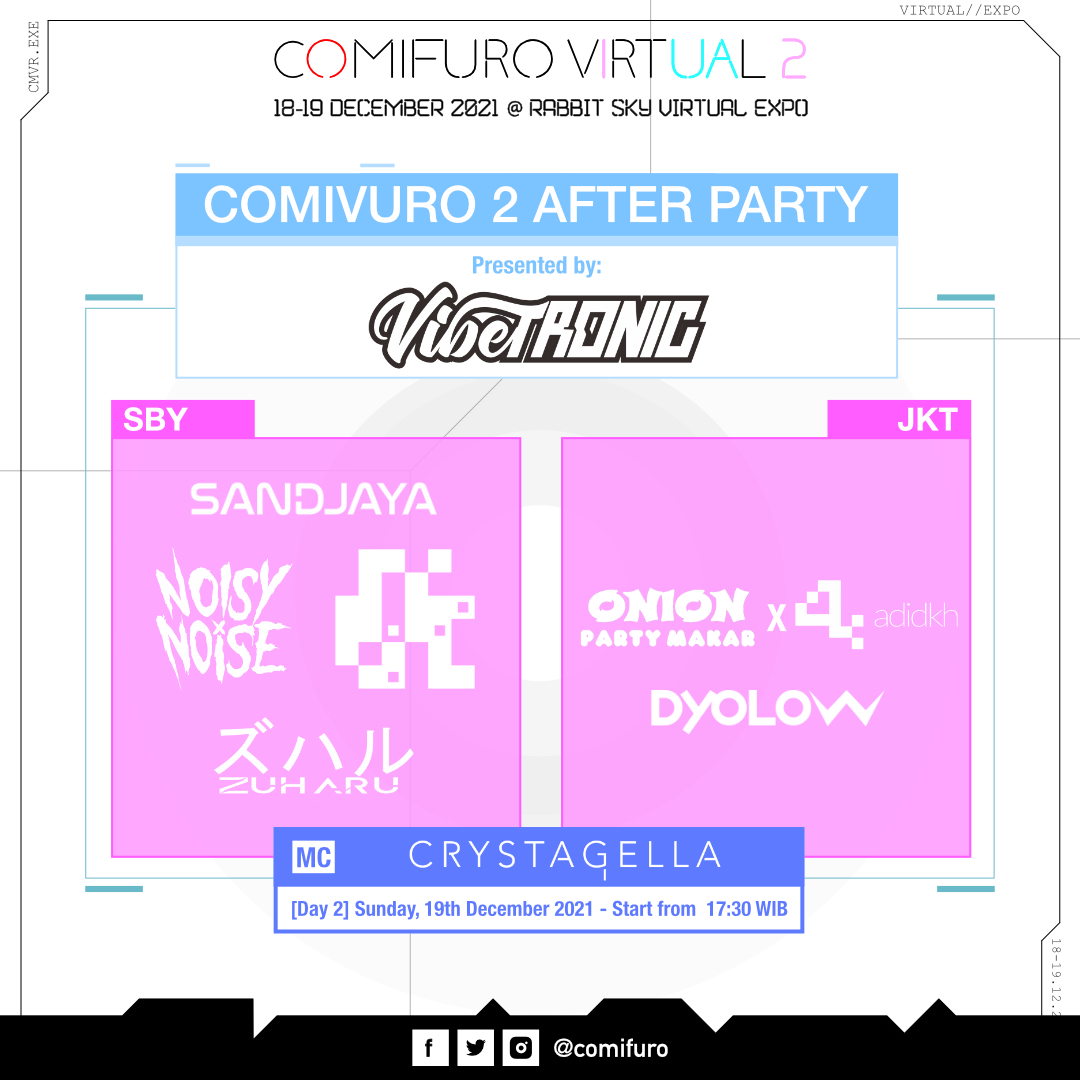 VIRTUAL//EXPO
CMVR.EXE
COMIFURO VIRTUAL 2
18-19 DECEMBER 2021 @ RABBIT SKY VIRTUAL EXPO
COMIVURO 2 AFTER PARTY
Presented by:
VibeTRONIC
SBY
SANDJAYA
NOISY
NOiSE
ズハル
ZUHARU
JKT
ONION
PARTY MAKAR
X
adidkh
DYOLOW
MC
CRYSTAGELLA
[Day 2] Sunday, 19th December 2021 - Start from 17:30 WIB
18-19.12.2
@comifuro